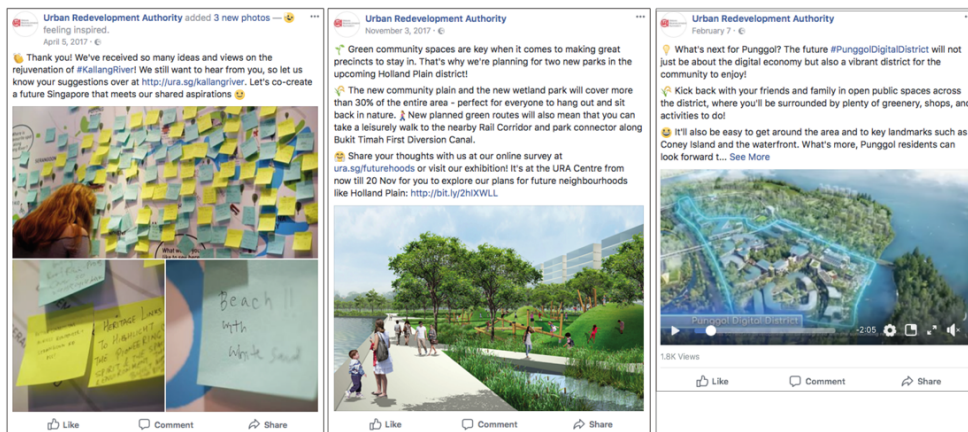 Urban Redevelopment Authority added 3 new photos —
feeling inspired.
April 5, 2017
Thank you! We've received so many ideas and views on the
rejuvenation of #KallangRiver! We still want to hear from you, so let us
know your suggestions over at http://ura.sg/kallangriver. Let's co-create
a future Singapore that meets our shared aspirations
Beach !!
with
White Sand
HERITAGE
TO HIGHLIGHT
SPIRIT
Like Comment Share
Urban Redevelopment Authority
November 3, 2017
Green community spaces are key when it comes to making great
precincts to stay in. That's why we're planning for two new parks in the
upcoming Holland Plain district!
The new community plain and the new wetland park will cover more
than 30% of the entire area - perfect for everyone to hang out and sit
back in nature. New planned green routes will also mean that you can
take a leisurely walk to the nearby Rail Corridor and park connector along
Bukit Timah First Diversion Canal.
Share your thoughts with us at our online survey at
ura.sg/futurehoods or visit our exhibition! It's at the URA Centre from
now till 20 Nov for you to explore our plans for future neighbourhoods
like Holland Plain: http://bit.ly/2hlXWLL
Like Comment Share
Urban Redevelopment Authority
February 7
What's next for Punggol? The future #PunggolDigitalDistrict will not
just be about the digital economy but also a vibrant district for the
community to enjoy!
Kick back with your friends and family in open public spaces across
the district, where you'll be surrounded by plenty of greenery, shops, and
activities to do!
It'll also be easy to get around the area and to key landmarks such as
Coney Island and the waterfront. What's more, Punggol residents can
look forward t... See More
Punggol Digital District
-2:05
1.8K Views
Like Comment Share